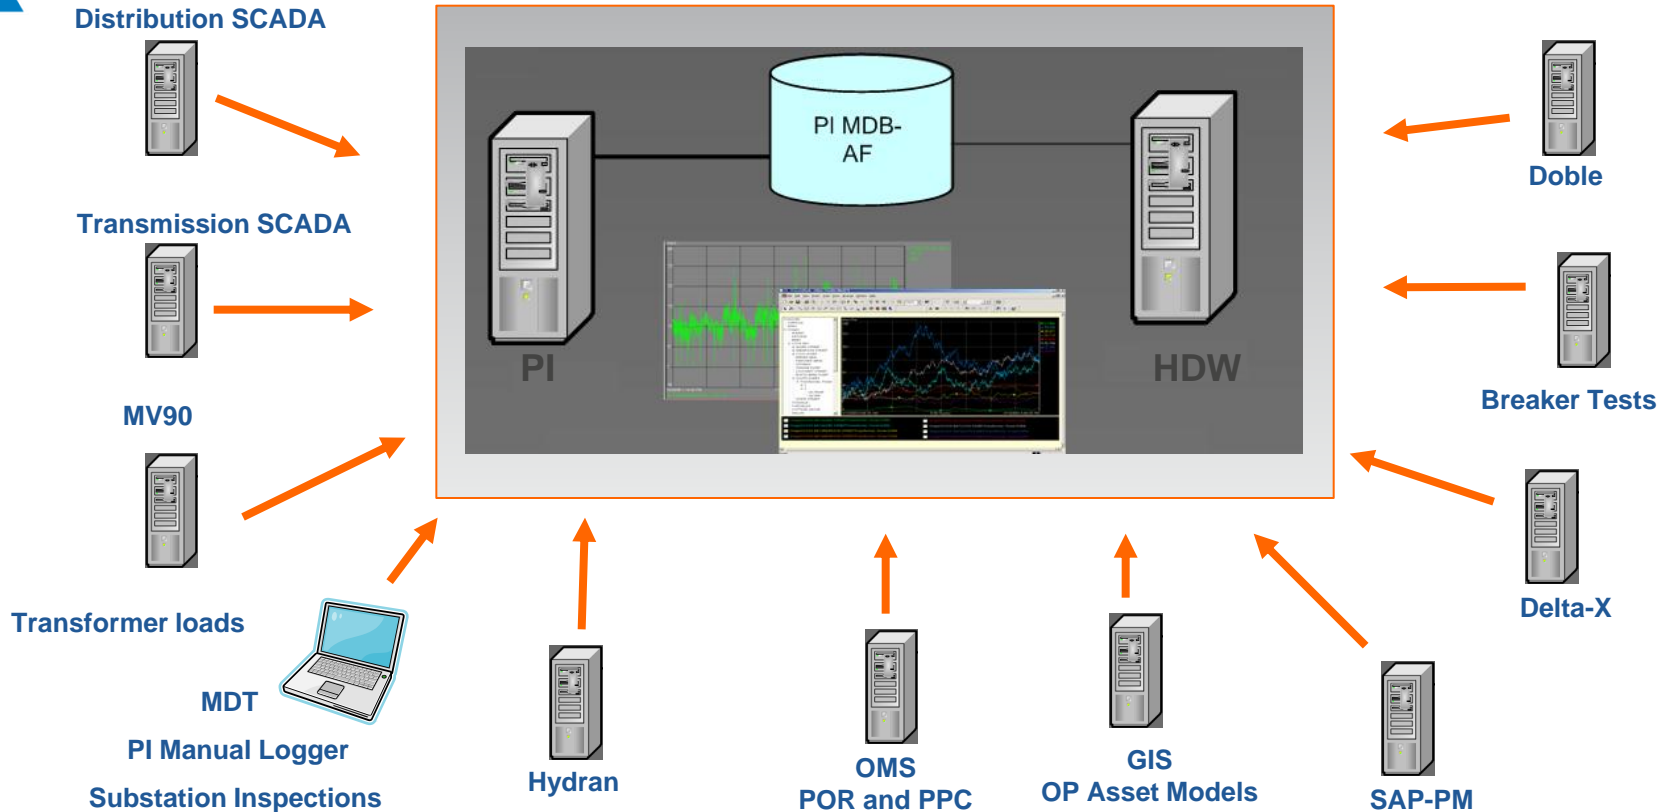 Distribution SCADA
PI MDB-
AF
Doble
Transmission SCADA
PI
HDW
MV90
Breaker Tests
Transformer loads
Delta-X
MDT
PI Manual Logger
Substation Inspections
Hydran
OMS
POR and PPC
GIS
OP Asset Models
SAP-PM